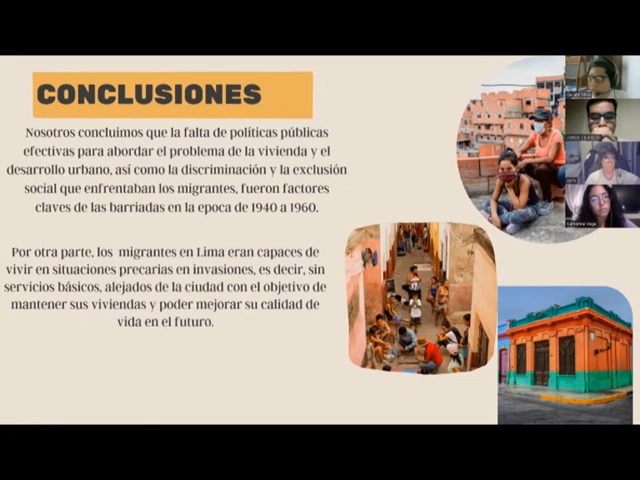 CONCLUSIONES
Nosotros concluimos que la falta de políticas públicas
efectivas para abordar el problema de la vivienda y el
desarrollo urbano, así como la discriminación y la exclusión
social que enfrentaban los migrantes, fueron factores
claves de las barriadas en la epoca de 1940 a 1960.
Por otra parte, los migrantes en Lima eran capaces de
vivir en situaciones precarias en invasiones, es decir, sin
servicios básicos, alejados de la ciudad con el objetivo de
mantener sus viviendas y poder mejorar su calidad de
vida en el futuro.